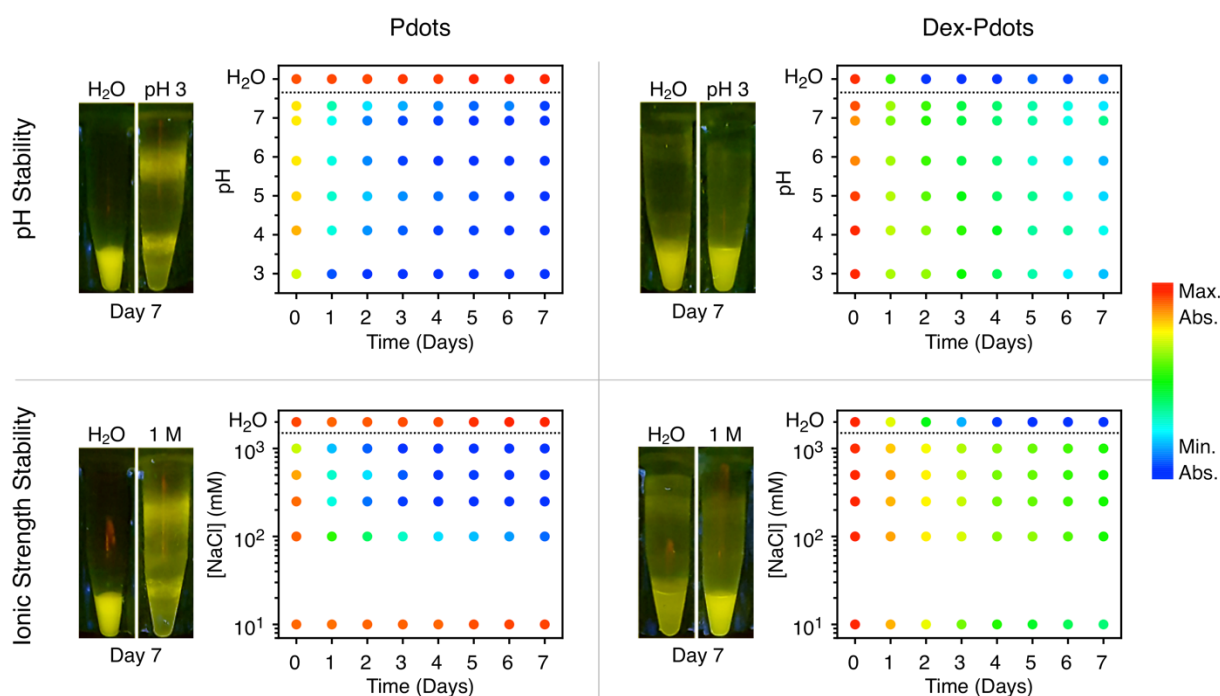 Pdots
Dex-Pdots
pH Stability
H₂O pH 3
Day 7
pH
H₂O
7
6
5
4
3
0 1 2 3 4 5 6 7
Time (Days)
H₂O pH 3
Day 7
pH
H₂O
7
6
5
4
3
0 1 2 3 4 5 6 7
Time (Days)
Max.
Abs.
Min.
Abs.
Ionic Strength Stability
H₂O 1 M
Day 7
[NaCl] (mM)
H₂O
10³
10²
10¹
0 1 2 3 4 5 6 7
Time (Days)
H₂O 1 M
Day 7
[NaCl] (mM)
H₂O
10³
10²
10¹
0 1 2 3 4 5 6 7
Time (Days)